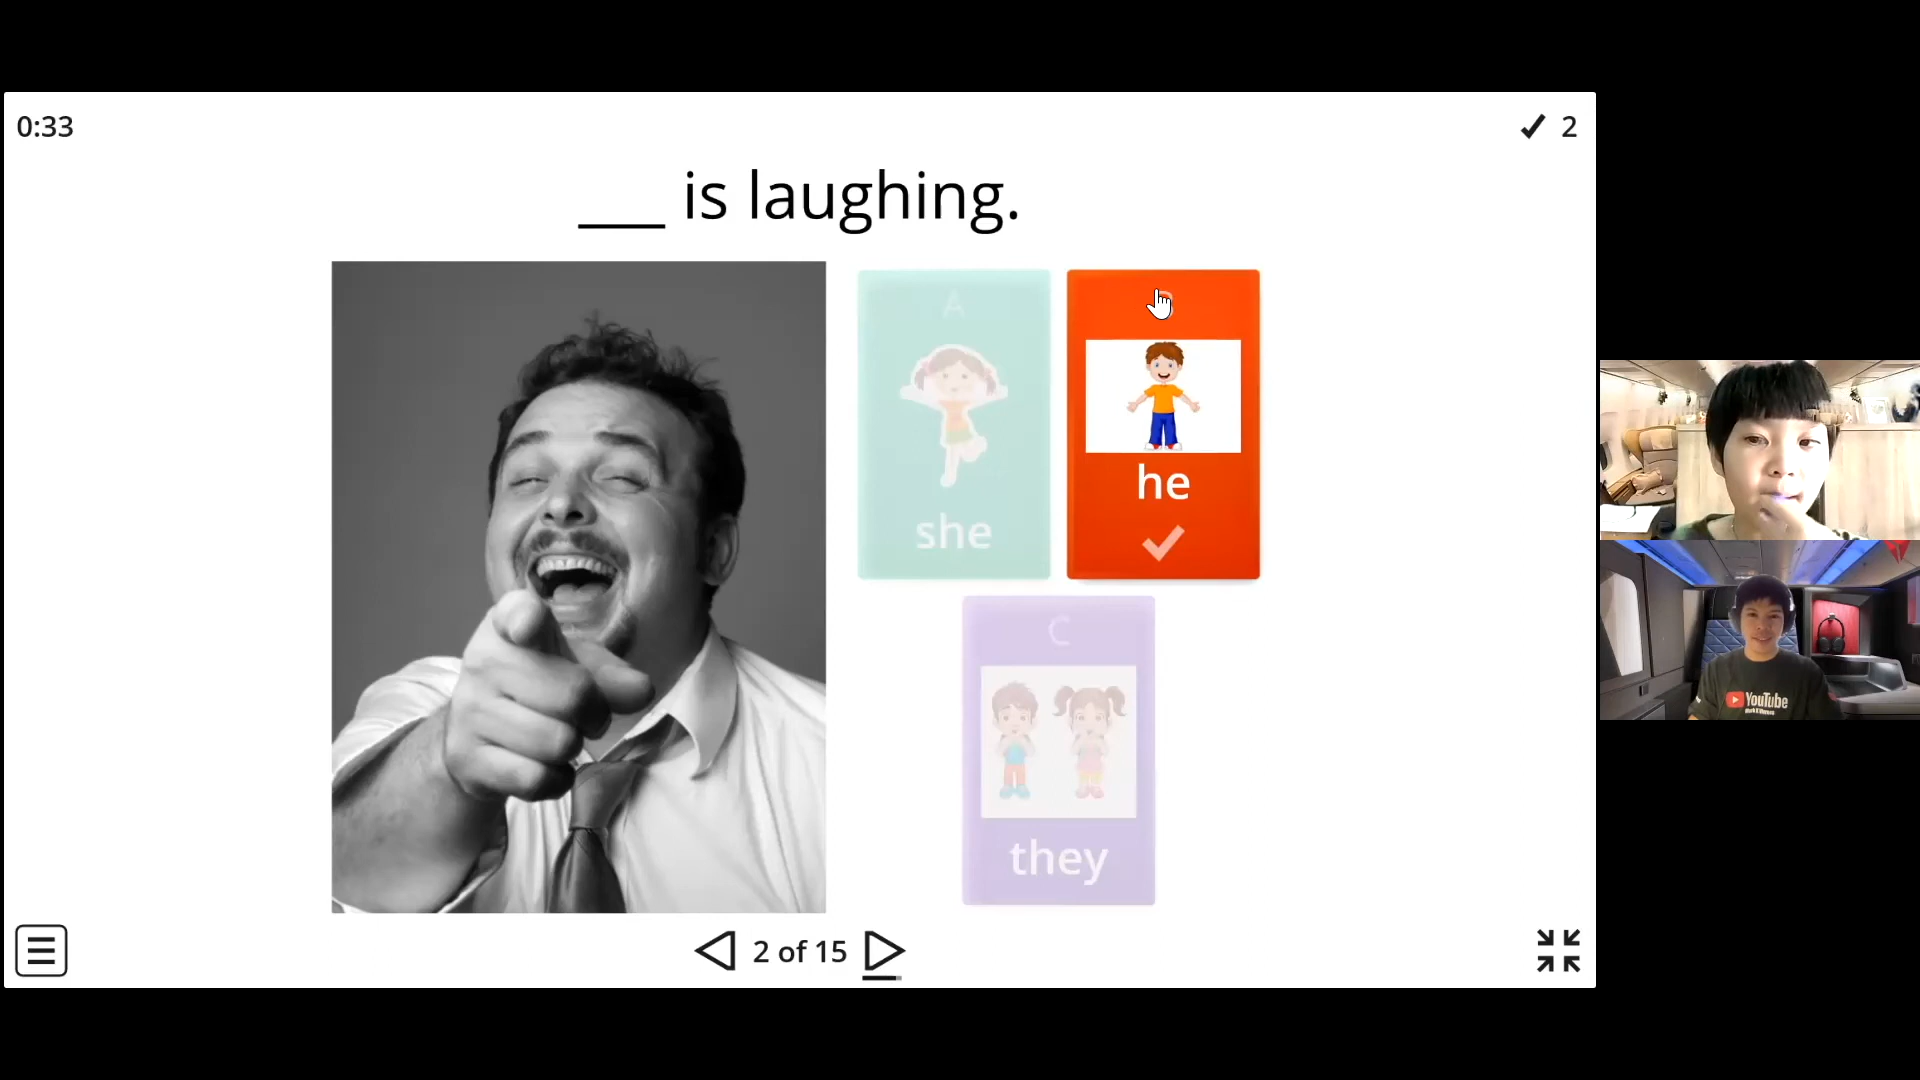 0:33
2
___ is laughing.
A
she
he
C
they
2 of 15
YouTube